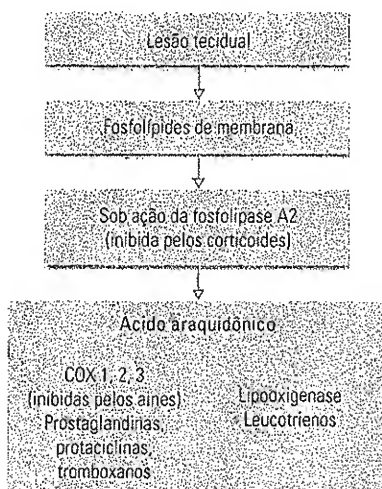 Lesão tecidual
Fosfolípides de membrana
Sob ação da fosfolipase A2
(inibida pelos corticoides)
Ácido araquidônico
COX 1, 2, 3
(inibidas pelos aines)
Prostaglandinas,
protaciclinas,
tromboxanos
Lipooxigenase
Leucotrienos